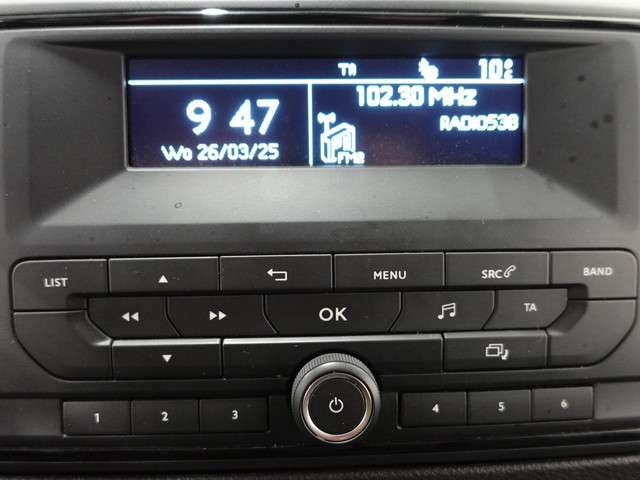 TA 10°C
102.30 MHz
9 47
RADIO538
FM2
Wo 26/03/25
LIST
MENU
SRC
BAND
OK
TA
1 2 3 4 5 6